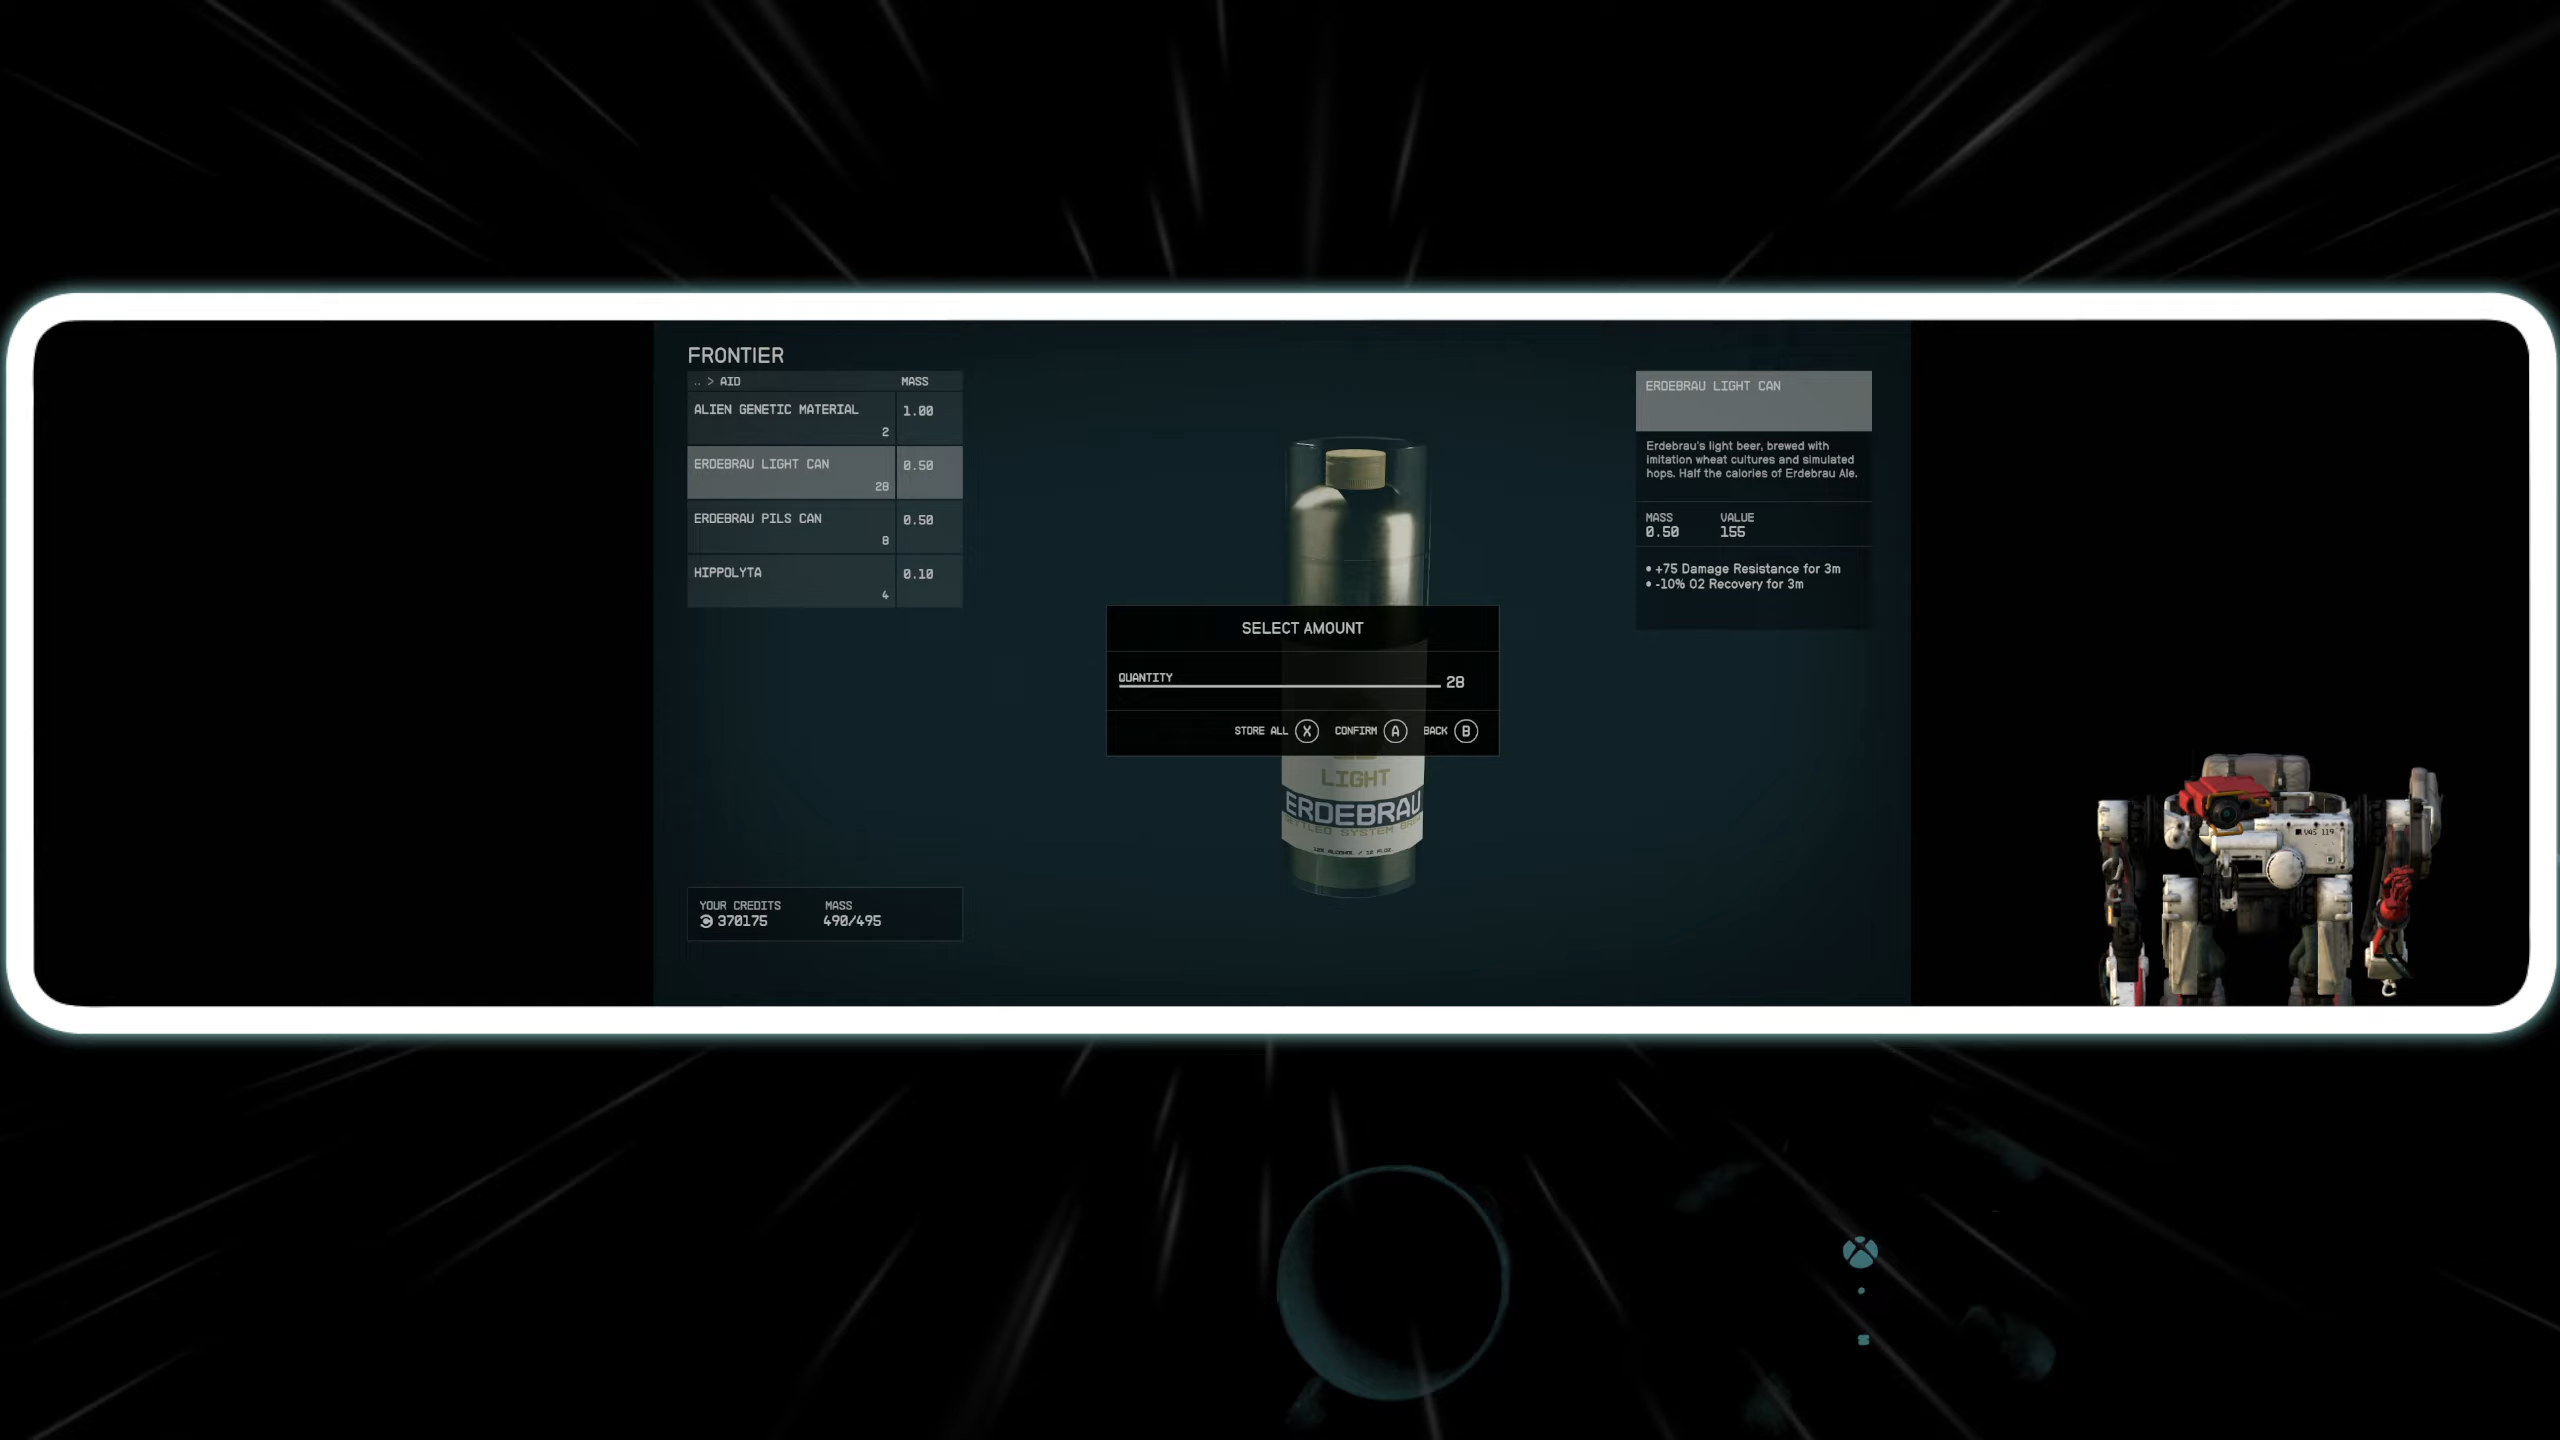 FRONTIER
.. > AID MASS
ALIEN GENETIC MATERIAL 1.00
2
ERDEBRAU LIGHT CAN 0.50
28
ERDEBRAU PILS CAN 0.50
8
HIPPOLYTA 0.10
4
YOUR CREDITS MASS
370175 490/495
SELECT AMOUNT
QUANTITY 28
STORE ALL X CONFIRM A BACK B
LIGHT
ERDEBRAU
ERDEBRAU LIGHT CAN
Erdebrau's light beer, brewed with
imitation wheat cultures and simulated
hops. Half the calories of Erdebrau Ale.
MASS VALUE
0.50 155
• +75 Damage Resistance for 3m
• -10% O2 Recovery for 3m